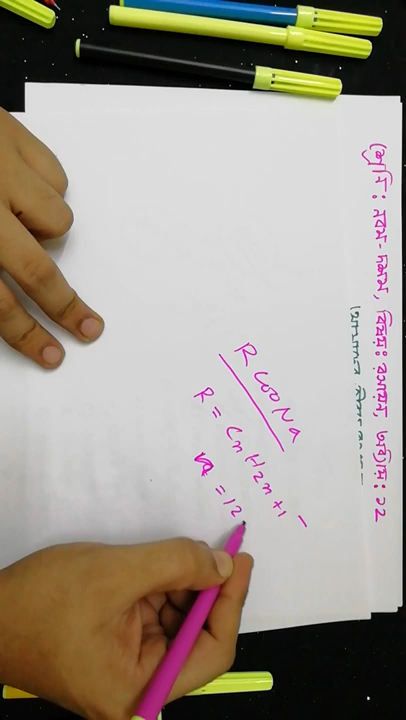 শ্রেণি: নবম-দশম, বিষয়: রসায়ন, অধ্যায়: ১২
RCOONa
R = CnH2n+1 -
n = 12